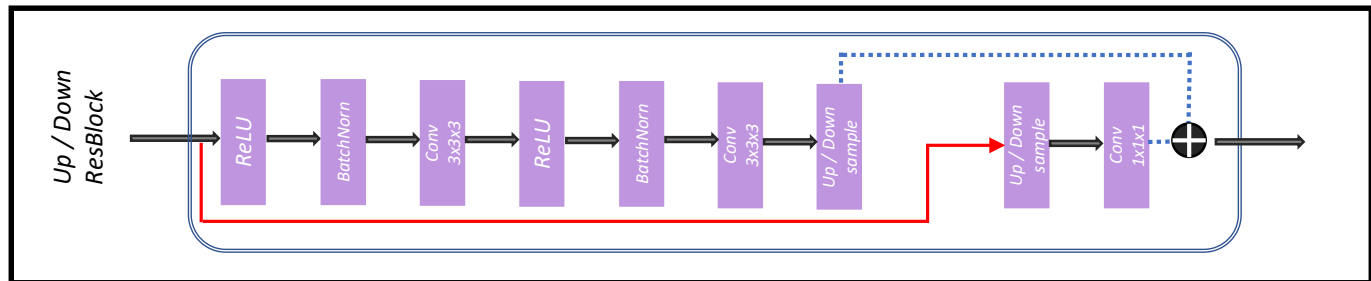 Up / Down
ResBlock
ReLU
BatchNorn
Conv
3x3x3
ReLU
BatchNorn
Conv
3x3x3
Up / Down
sample
Up / Down
sample
Conv
1x1x1